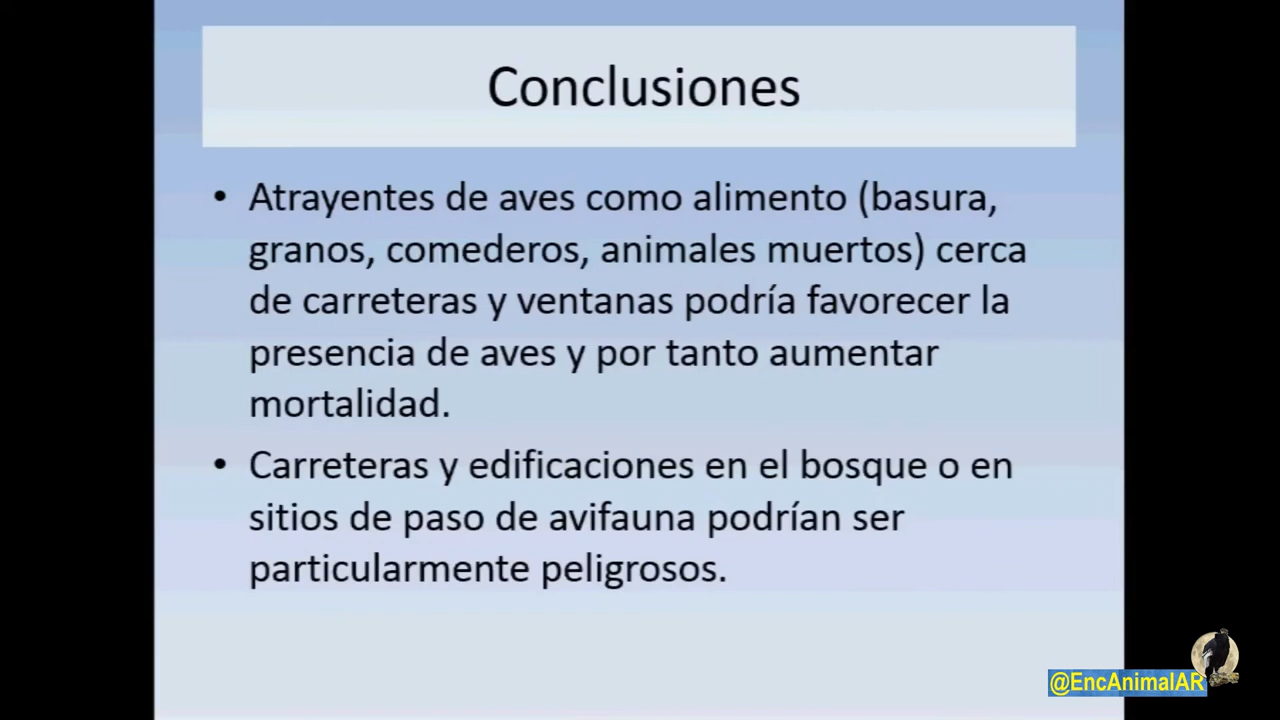 Conclusiones
• Atrayentes de aves como alimento (basura,
granos, comederos, animales muertos) cerca
de carreteras y ventanas podría favorecer la
presencia de aves y por tanto aumentar
mortalidad.
• Carreteras y edificaciones en el bosque o en
sitios de paso de avifauna podrían ser
particularmente peligrosos.
@EncAnimalAR